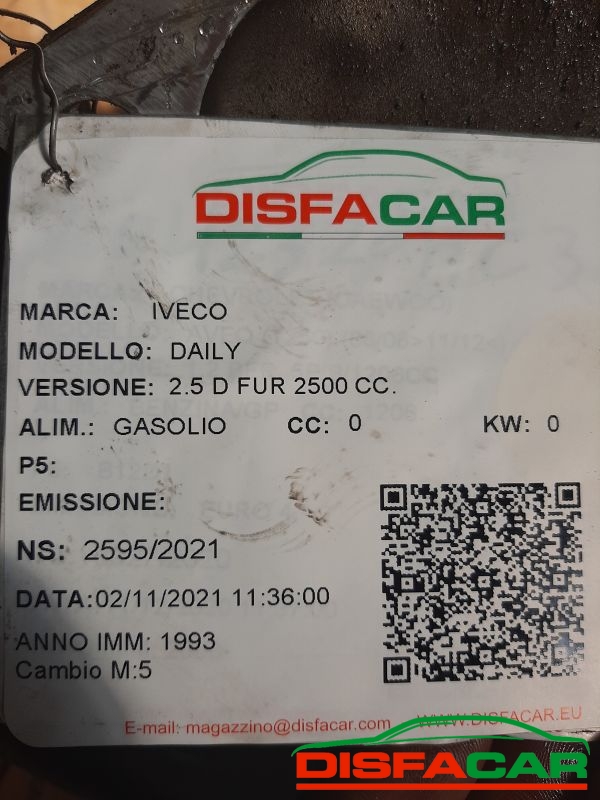 DISFACAR
MARCA: IVECO
MODELLO: DAILY
VERSIONE: 2.5 D FUR 2500 CC.
ALIM.: GASOLIO CC: 0 KW: 0
P5:
EMISSIONE:
NS: 2595/2021
DATA:02/11/2021 11:36:00
ANNO IMM: 1993
Cambio M:5
E-mail: magazzino@disfacar.com WWW.DISFACAR.EU
DISFACAR